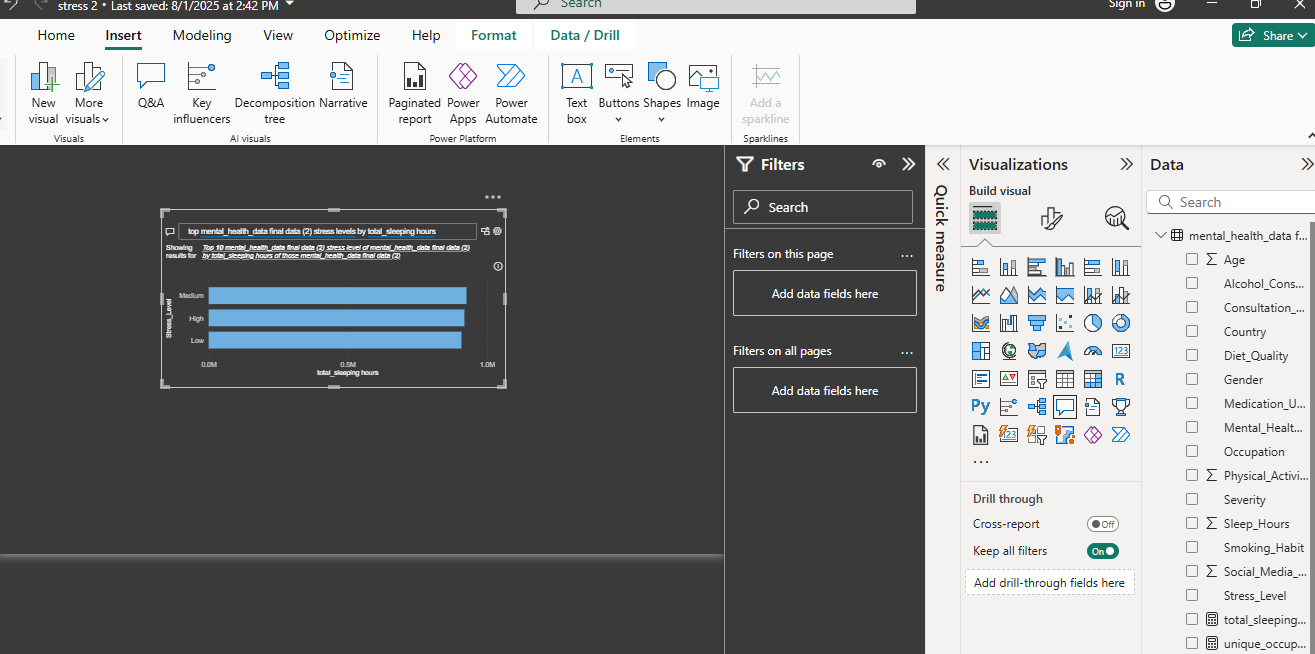 stress 2 • Last saved: 8/1/2025 at 2:42 PM
Search
Sign in
Home Insert Modeling View Optimize Help Format Data / Drill
Share
New visual
More visuals
Visuals
Q&A
Key influencers
Decomposition tree
Narrative
AI visuals
Paginated report
Power Apps
Power Automate
Power Platform
Text box
Buttons
Shapes
Image
Elements
Add a sparkline
Sparklines
top mental_health_data final data (2) stress levels by total_sleeping hours
Showing results for
Top 10 mental_health_data final data (2) stress level of mental_health_data final data (2)
by total_sleeping hours of those mental_health_data final data (2)
Stress_Level
Medium
High
Low
0.0M 0.5M 1.0M
total_sleeping hours
Filters
Search
Filters on this page
Add data fields here
Filters on all pages
Add data fields here
Quick measure
Visualizations
Build visual
123
R
Py
123
Drill through
Cross-report Off
Keep all filters On
Add drill-through fields here
Data
Search
mental_health_data f...
Age
Alcohol_Cons...
Consultation_...
Country
Diet_Quality
Gender
Medication_U...
Mental_Healt...
Occupation
Physical_Activi...
Severity
Sleep_Hours
Smoking_Habit
Social_Media_...
Stress_Level
total_sleeping...
unique_occup...